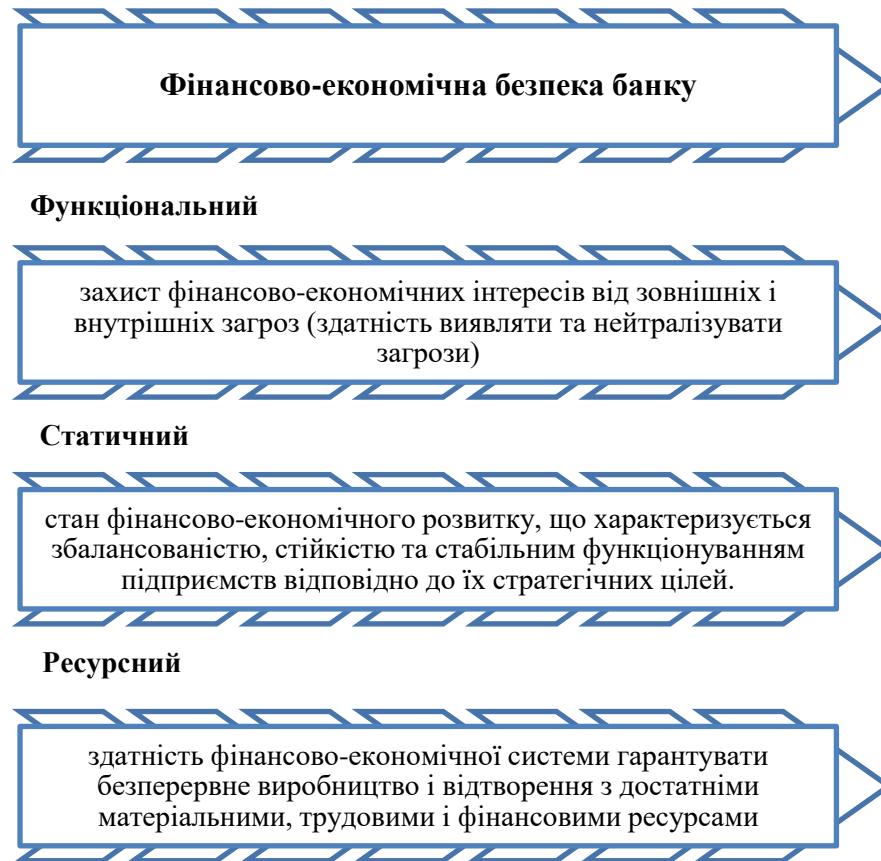 Фінансово-економічна безпека банку
Функціональний
захист фінансово-економічних інтересів від зовнішніх і
внутрішніх загроз (здатність виявляти та нейтралізувати
загрози)
Статичний
стан фінансово-економічного розвитку, що характеризується
збалансованістю, стійкістю та стабільним функціонуванням
підприємств відповідно до їх стратегічних цілей.
Ресурсний
здатність фінансово-економічної системи гарантувати
безперервне виробництво і відтворення з достатніми
матеріальними, трудовими і фінансовими ресурсами